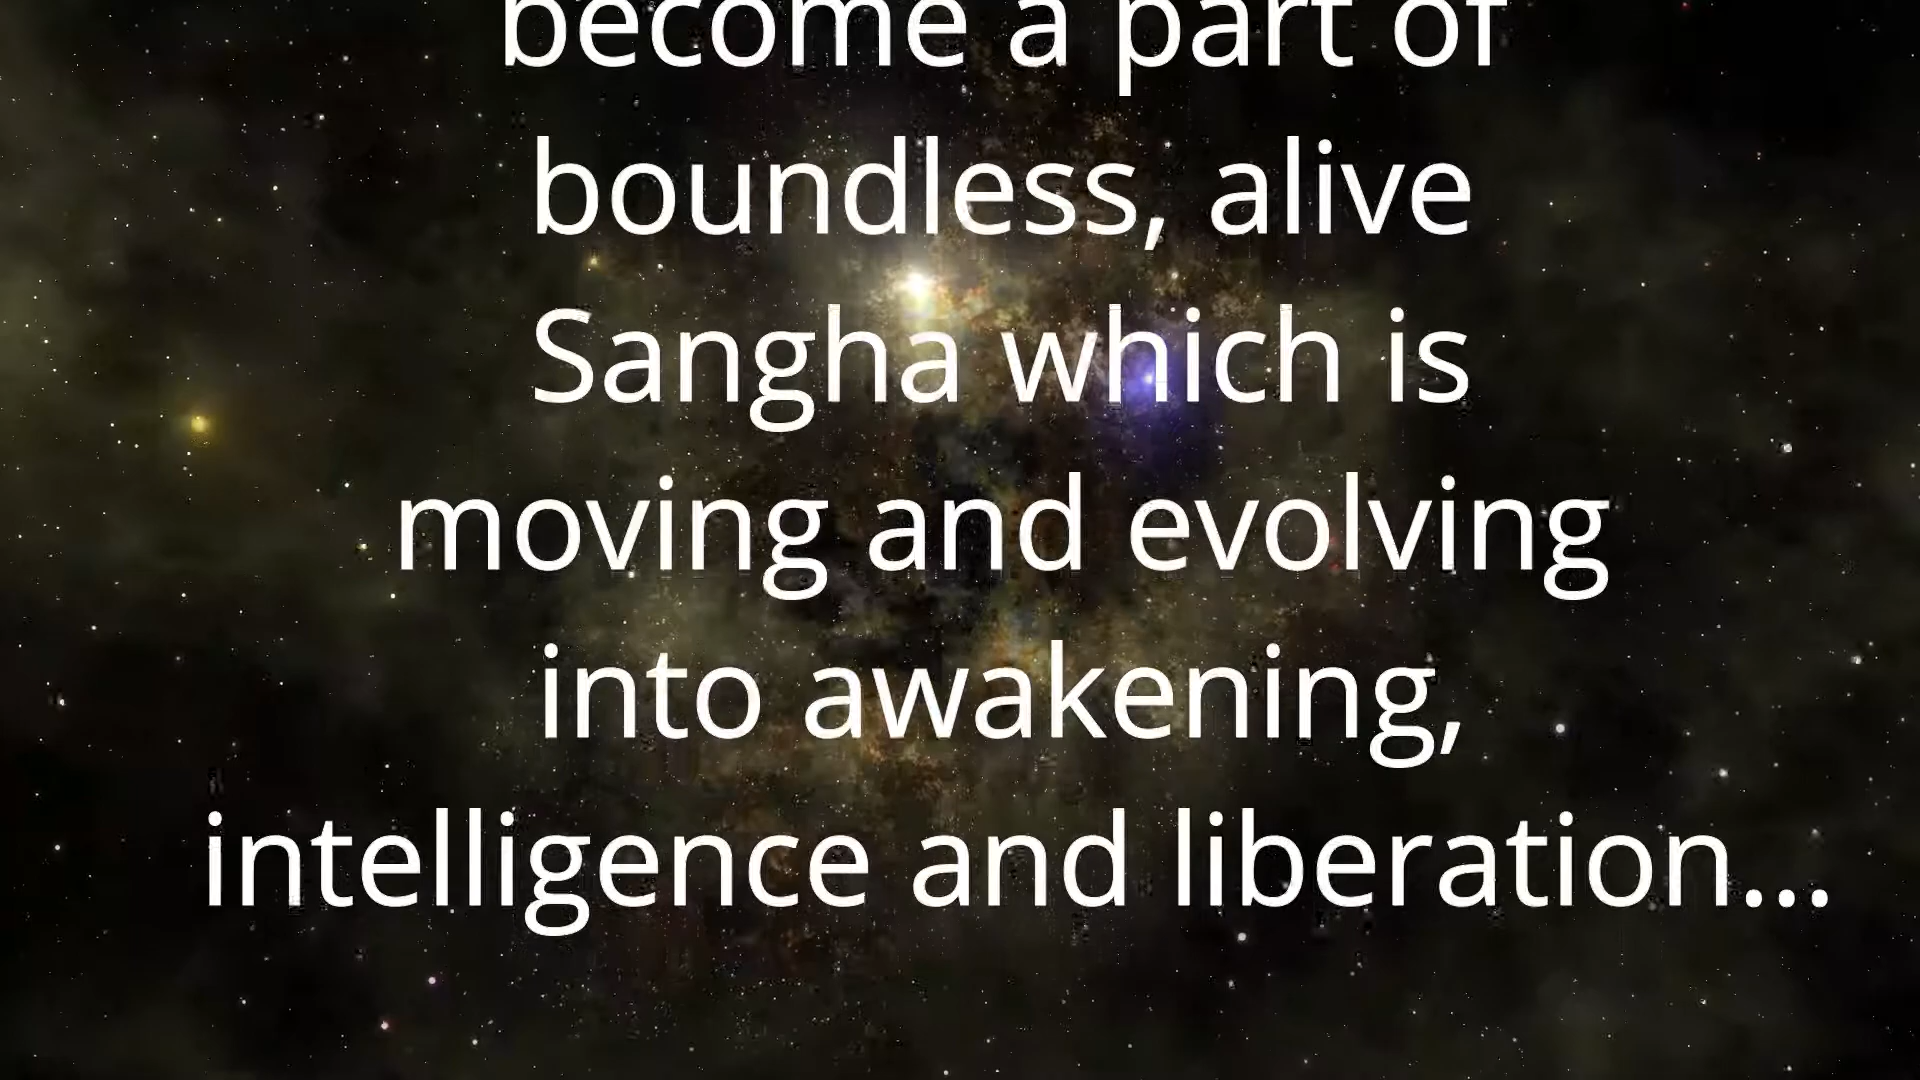 become a part of
boundless, alive
Sangha which is
moving and evolving
into awakening,
intelligence and liberation...